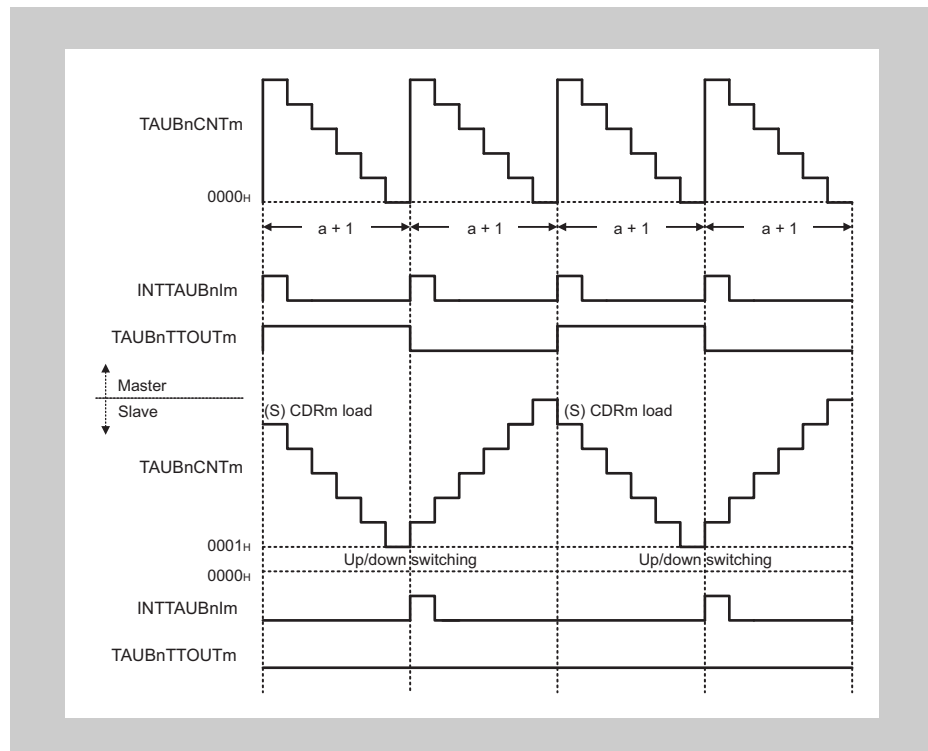 TAUBnCNTm
0000H
a + 1 a + 1 a + 1 a + 1
INTTAUBnIm
TAUBnTTOUTm
Master
Slave
(S) CDRm load (S) CDRm load
TAUBnCNTm
0001H
Up/down switching Up/down switching
0000H
INTTAUBnIm
TAUBnTTOUTm